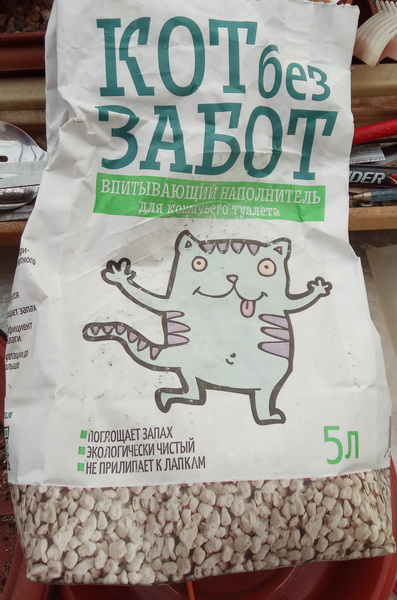 КОТ без
ЗАБОТ
ВПИТЫВАЮЩИЙ НАПОЛНИТЕЛЬ
для кошачьего туалета
ПОГЛОЩАЕТ ЗАПАХ
ЭКОЛОГИЧЕСКИ ЧИСТЫЙ
НЕ ПРИЛИПАЕТ К ЛАПКАМ
5л